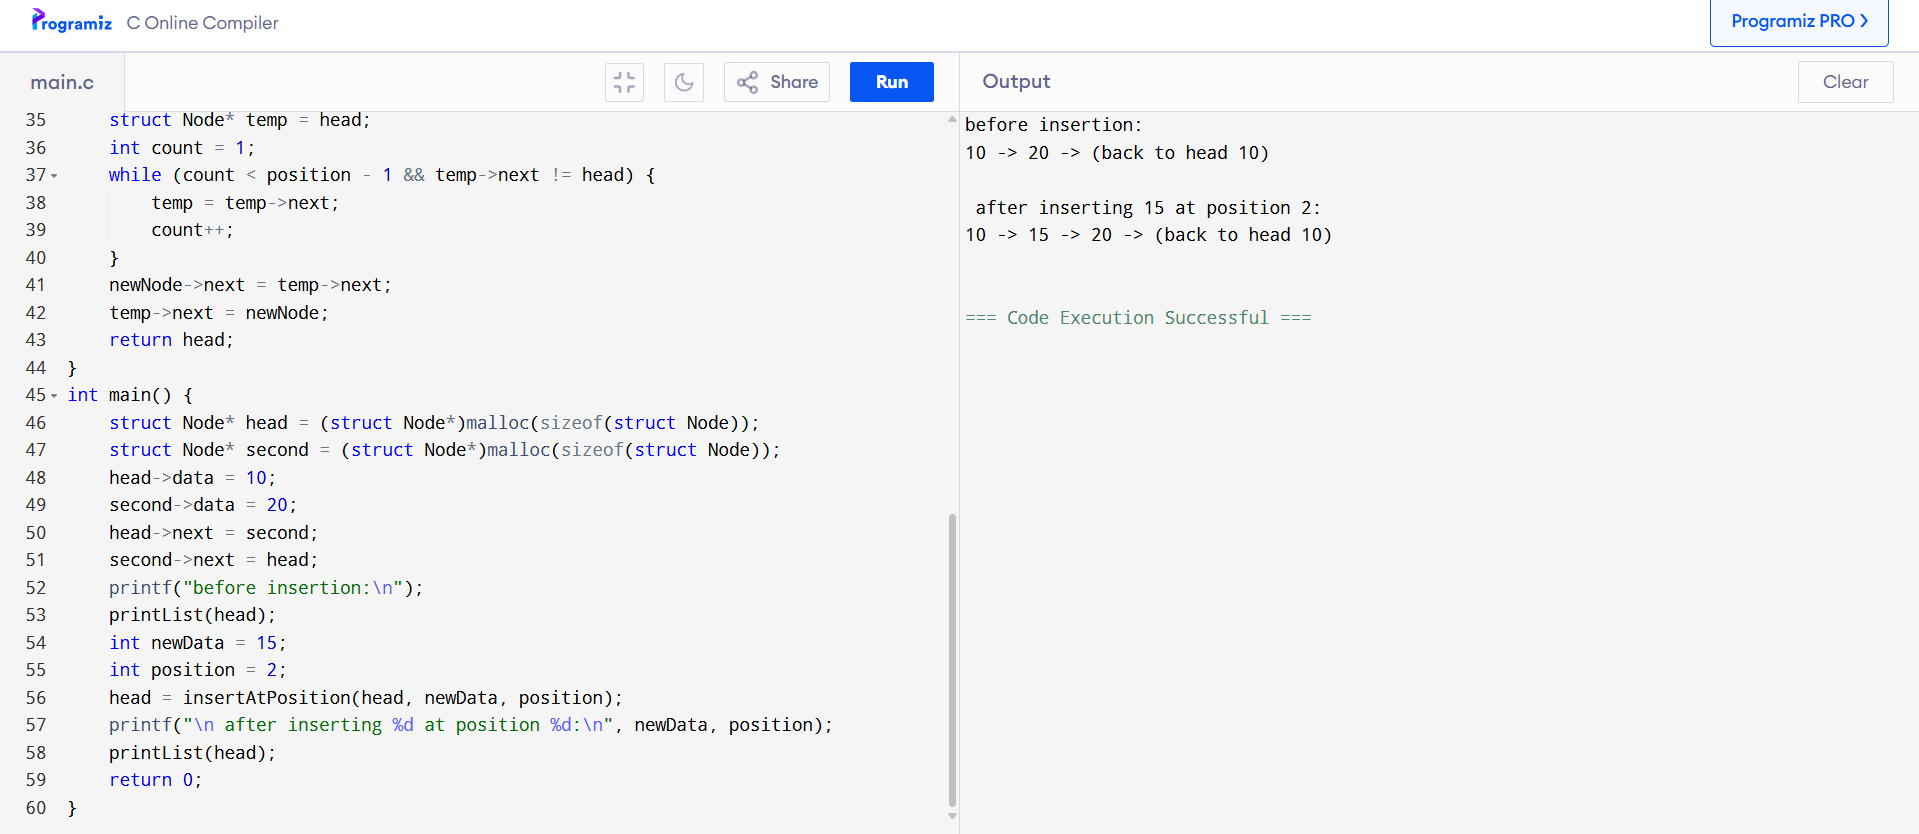 Programiz C Online Compiler
Programiz PRO >
main.c
Share
Run
Output
Clear
35 struct Node* temp = head;
36 int count = 1;
37 while (count < position - 1 && temp->next != head) {
38 temp = temp->next;
39 count++;
40 }
41 newNode->next = temp->next;
42 temp->next = newNode;
43 return head;
44 }
45 int main() {
46 struct Node* head = (struct Node*)malloc(sizeof(struct Node));
47 struct Node* second = (struct Node*)malloc(sizeof(struct Node));
48 head->data = 10;
49 second->data = 20;
50 head->next = second;
51 second->next = head;
52 printf("before insertion:\n");
53 printList(head);
54 int newData = 15;
55 int position = 2;
56 head = insertAtPosition(head, newData, position);
57 printf("\n after inserting %d at position %d:\n", newData, position);
58 printList(head);
59 return 0;
60 }
before insertion:
10 -> 20 -> (back to head 10)
after inserting 15 at position 2:
10 -> 15 -> 20 -> (back to head 10)
=== Code Execution Successful ===